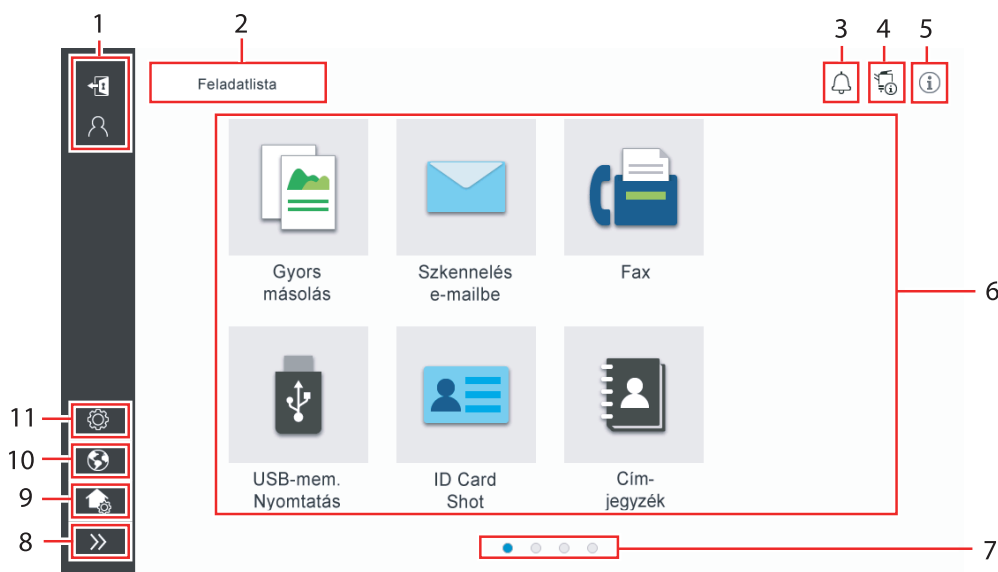 1
2
3
4
5
Feladatlista
Gyors
másolás
Szkennelés
e-mailbe
Fax
6
USB-mem.
Nyomtatás
ID Card
Shot
Cím-
jegyzék
11
10
9
8
7